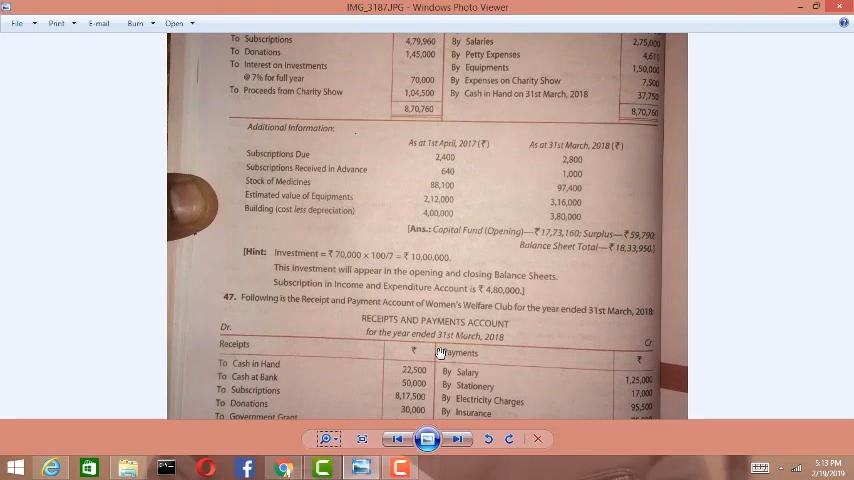 IMG_3187.JPG - Windows Photo Viewer
File Print E-mail Burn Open
To Subscriptions 4,79,960 By Salaries 2,75,000
To Donations 1,45,000 By Petty Expenses 4,610
To Interest on Investments By Equipments 1,50,000
@ 7% for full year 70,000 By Expenses on Charity Show 7,500
To Proceeds from Charity Show 1,04,500 By Cash in Hand on 31st March, 2018 37,750
8,70,760 8,70,760
Additional Information:
As at 1st April, 2017 (₹) As at 31st March, 2018 (₹)
Subscriptions Due 2,400 2,800
Subscriptions Received in Advance 640 1,000
Stock of Medicines 88,100 97,400
Estimated value of Equipments 2,12,000 3,16,000
Building (cost less depreciation) 4,00,000 3,80,000
[Ans.: Capital Fund (Opening)—₹ 17,73,160; Surplus—₹ 59,790;
Balance Sheet Total—₹ 18,33,950.]
[Hint: Investment = ₹ 70,000 × 100/7 = ₹ 10,00,000.
This Investment will appear in the opening and closing Balance Sheets.
Subscription in Income and Expenditure Account is ₹ 4,80,000.]
47. Following is the Receipt and Payment Account of Women's Welfare Club for the year ended 31st March, 2018:
RECEIPTS AND PAYMENTS ACCOUNT
Dr. for the year ended 31st March, 2018 Cr.
Receipts ₹ Payments ₹
To Cash in Hand 22,500 By Salary 1,25,000
To Cash at Bank 50,000 By Stationery 17,000
To Subscriptions 8,17,500 By Electricity Charges 95,500
To Donations 30,000 By Insurance
To Government Grant
5:13 PM
2/19/2019